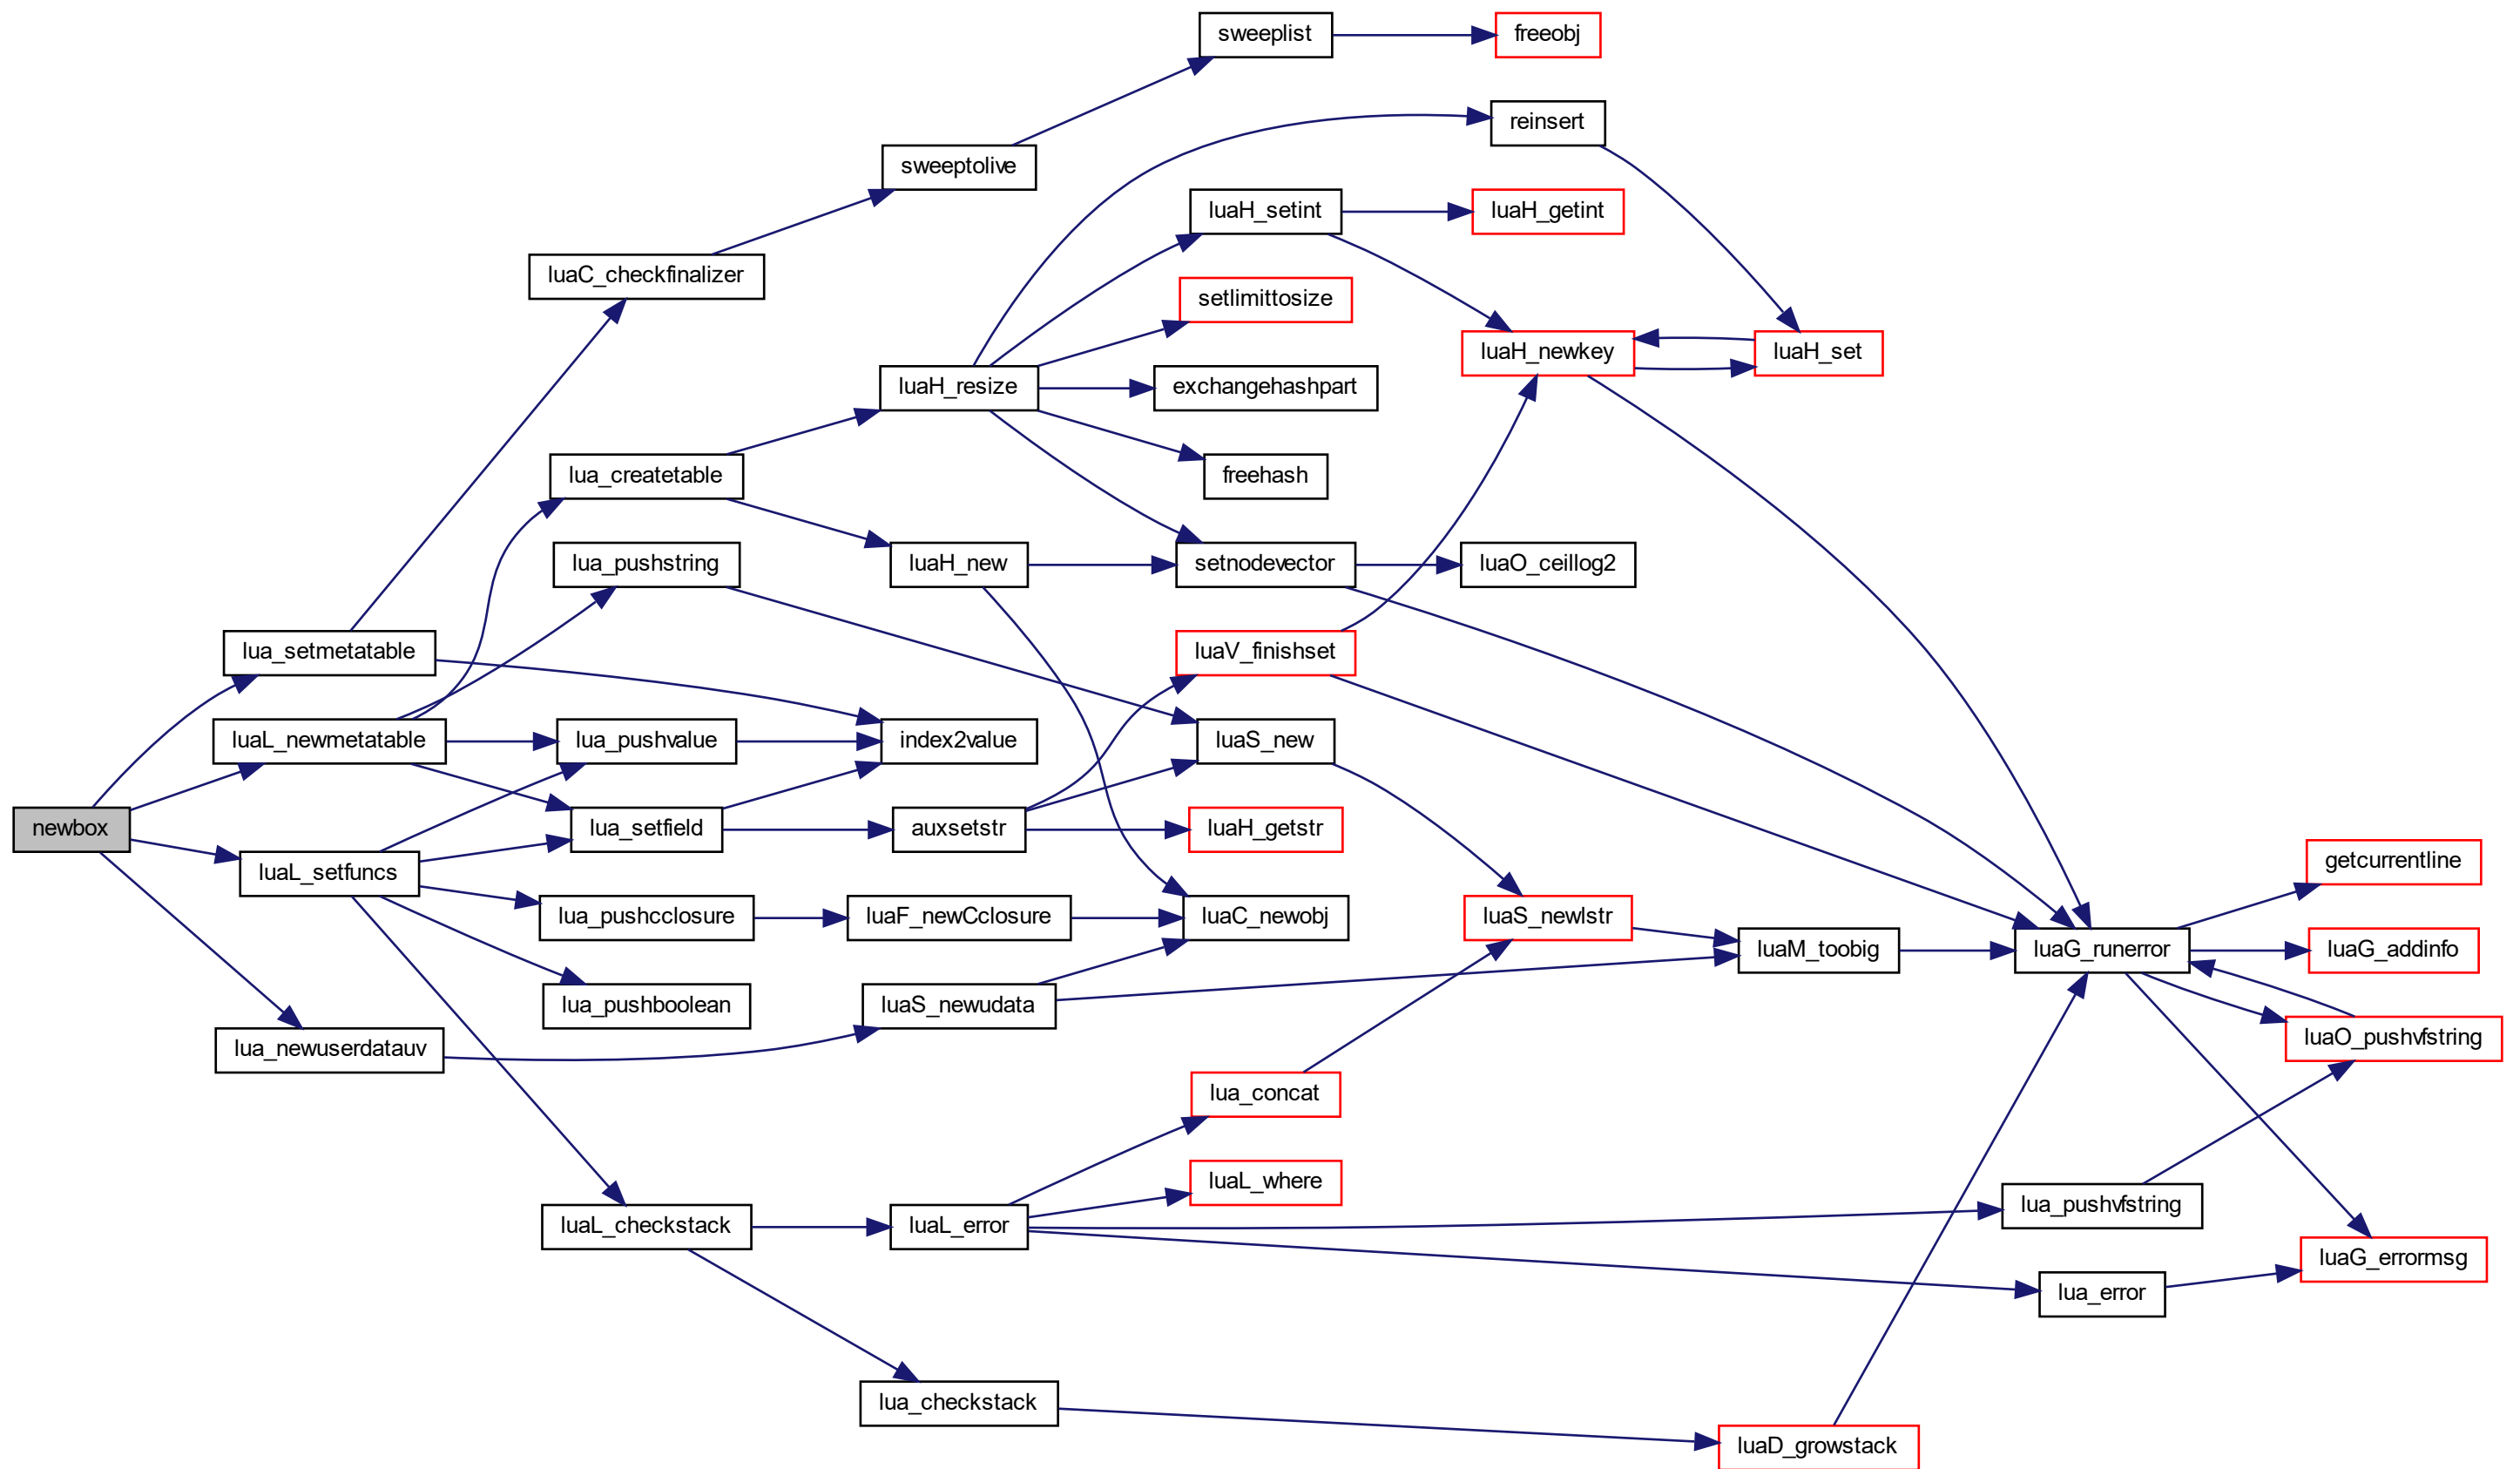 sweeplist
freeobj
reinsert
sweeptolive
luaH_setint
luaH_getint
luaC_checkfinalizer
setlimittosize
luaH_newkey
luaH_set
luaH_resize
exchangehashpart
lua_createtable
freehash
lua_pushstring
luaH_new
setnodevector
luaO_ceillog2
lua_setmetatable
luaV_finishset
luaL_newmetatable
lua_pushvalue
index2value
luaS_new
newbox
lua_setfield
auxsetstr
luaH_getstr
getcurrentline
luaL_setfuncs
lua_pushcclosure
luaF_newCclosure
luaC_newobj
luaS_newlstr
luaM_toobig
luaG_runerror
luaG_addinfo
lua_pushboolean
luaS_newudata
lua_newuserdatauv
luaO_pushvfstring
lua_concat
luaL_where
luaL_checkstack
luaL_error
lua_pushvfstring
luaG_errormsg
lua_error
lua_checkstack
luaD_growstack